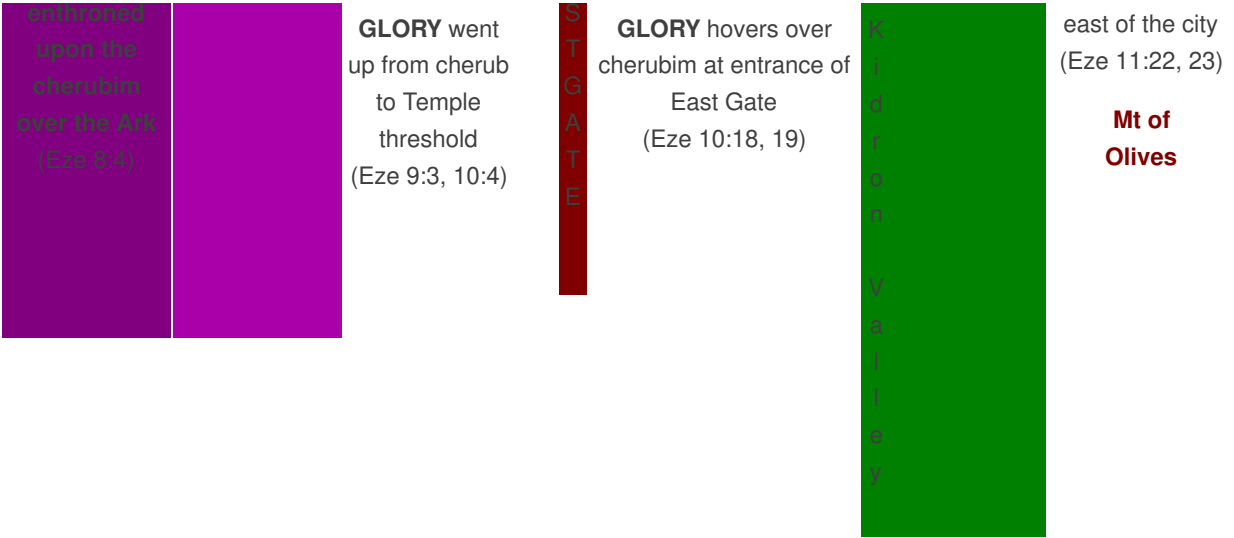 enthroned
upon the
cherubim
over the Ark
(Eze 8:4)
GLORY went
up from cherub
to Temple
threshold
(Eze 9:3, 10:4)
S
T
G
A
T
E
GLORY hovers over
cherubim at entrance of
East Gate
(Eze 10:18, 19)
K
i
d
r
o
n
V
a
l
l
e
y
east of the city
(Eze 11:22, 23)
Mt of
Olives